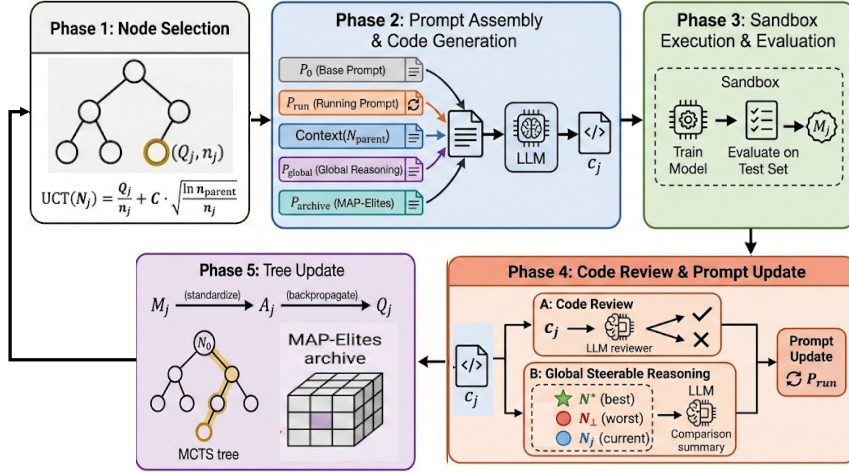 Phase 1: Node Selection
(Q_j, n_j)
UCT(N_j) = Q_j / n_j + C · √(ln n_parent / n_j)
Phase 2: Prompt Assembly
& Code Generation
P_0 (Base Prompt)
P_run (Running Prompt)
Context(N_parent)
P_global (Global Reasoning)
P_archive (MAP-Elites)
LLM
</>
c_j
Phase 3: Sandbox
Execution & Evaluation
Sandbox
Train
Model
Evaluate on
Test Set
M_j
Phase 4: Code Review & Prompt Update
</>
c_j
A: Code Review
c_j
LLM reviewer
B: Global Steerable Reasoning
N* (best)
N_⊥ (worst)
N_j (current)
LLM
Comparison
summary
Prompt
Update
P_run
Phase 5: Tree Update
M_j (standardize) A_j (backpropagate) Q_j
N_0
MCTS tree
MAP-Elites
archive